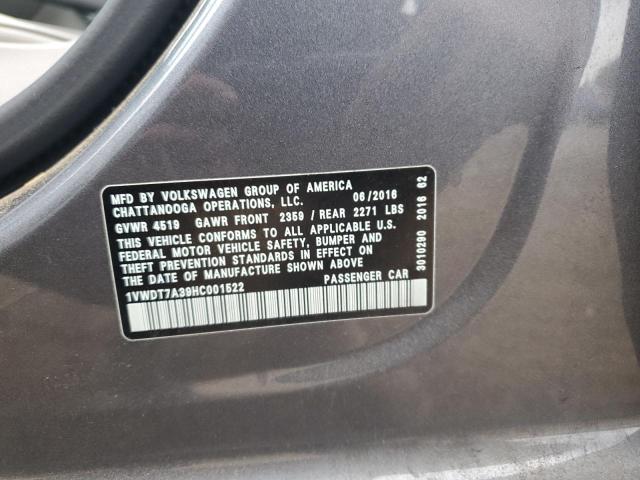 MFD BY VOLKSWAGEN GROUP OF AMERICA
CHATTANOOGA OPERATIONS, LLC. 06/2016
GVWR 4519 GAWR FRONT 2359 / REAR 2271 LBS
THIS VEHICLE CONFORMS TO ALL APPLICABLE U.S.
FEDERAL MOTOR VEHICLE SAFETY, BUMPER AND
THEFT PREVENTION STANDARDS IN EFFECT ON
THE DATE OF MANUFACTURE SHOWN ABOVE
1VWDT7A39HC001522 PASSENGER CAR
3010290 2016 02